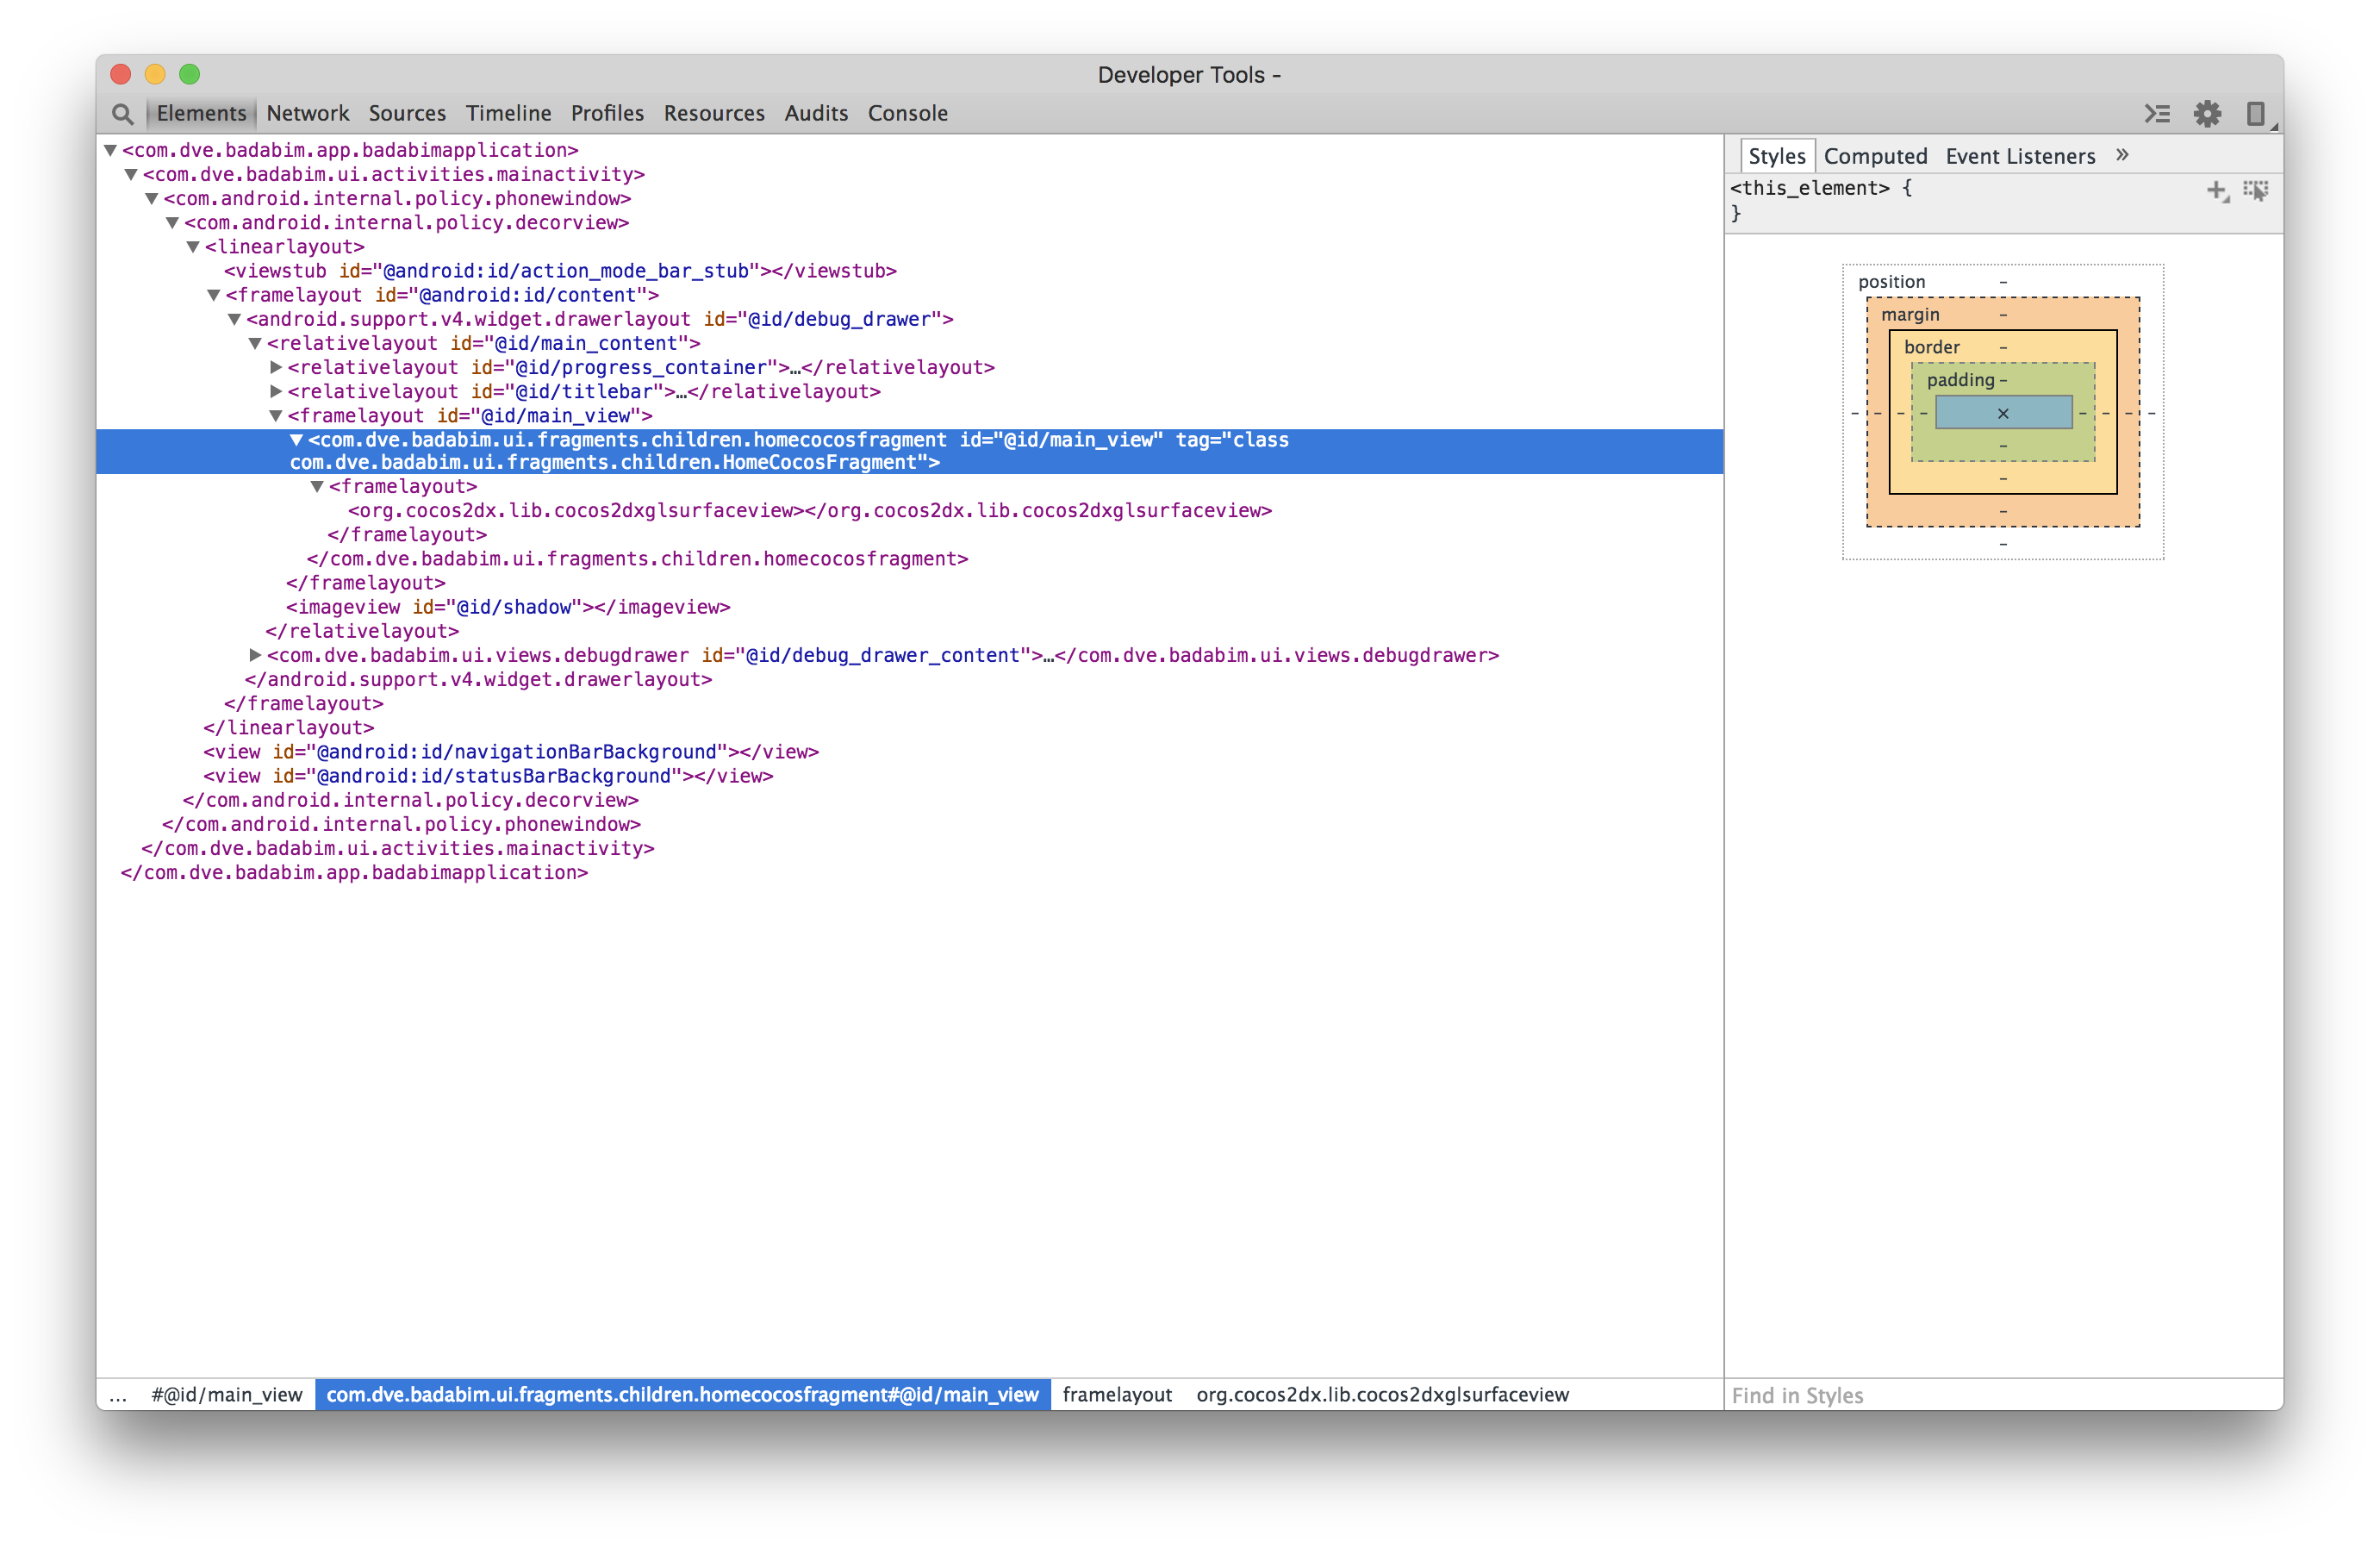 Developer Tools -
Elements Network Sources Timeline Profiles Resources Audits Console
<com.dve.badabim.app.badabimapplication>
<com.dve.badabim.ui.activities.mainactivity>
<com.android.internal.policy.phonewindow>
<com.android.internal.policy.decorview>
<linearlayout>
<viewstub id="@android:id/action_mode_bar_stub"></viewstub>
<framelayout id="@android:id/content">
<android.support.v4.widget.drawerlayout id="@id/debug_drawer">
<relativelayout id="@id/main_content">
<relativelayout id="@id/progress_container">…</relativelayout>
<relativelayout id="@id/titlebar">…</relativelayout>
<framelayout id="@id/main_view">
<com.dve.badabim.ui.fragments.children.homecocosfragment id="@id/main_view" tag="class
com.dve.badabim.ui.fragments.children.HomeCocosFragment">
<framelayout>
<org.cocos2dx.lib.cocos2dxglsurfaceview></org.cocos2dx.lib.cocos2dxglsurfaceview>
</framelayout>
</com.dve.badabim.ui.fragments.children.homecocosfragment>
</framelayout>
<imageview id="@id/shadow"></imageview>
</relativelayout>
<com.dve.badabim.ui.views.debugdrawer id="@id/debug_drawer_content">…</com.dve.badabim.ui.views.debugdrawer>
</android.support.v4.widget.drawerlayout>
</framelayout>
</linearlayout>
<view id="@android:id/navigationBarBackground"></view>
<view id="@android:id/statusBarBackground"></view>
</com.android.internal.policy.decorview>
</com.android.internal.policy.phonewindow>
</com.dve.badabim.ui.activities.mainactivity>
</com.dve.badabim.app.badabimapplication>
… #@id/main_view com.dve.badabim.ui.fragments.children.homecocosfragment#@id/main_view framelayout org.cocos2dx.lib.cocos2dxglsurfaceview
Styles Computed Event Listeners »
<this_element> {
}
position -
margin -
border -
padding -
- - - - × - - - -
-
-
-
-
Find in Styles